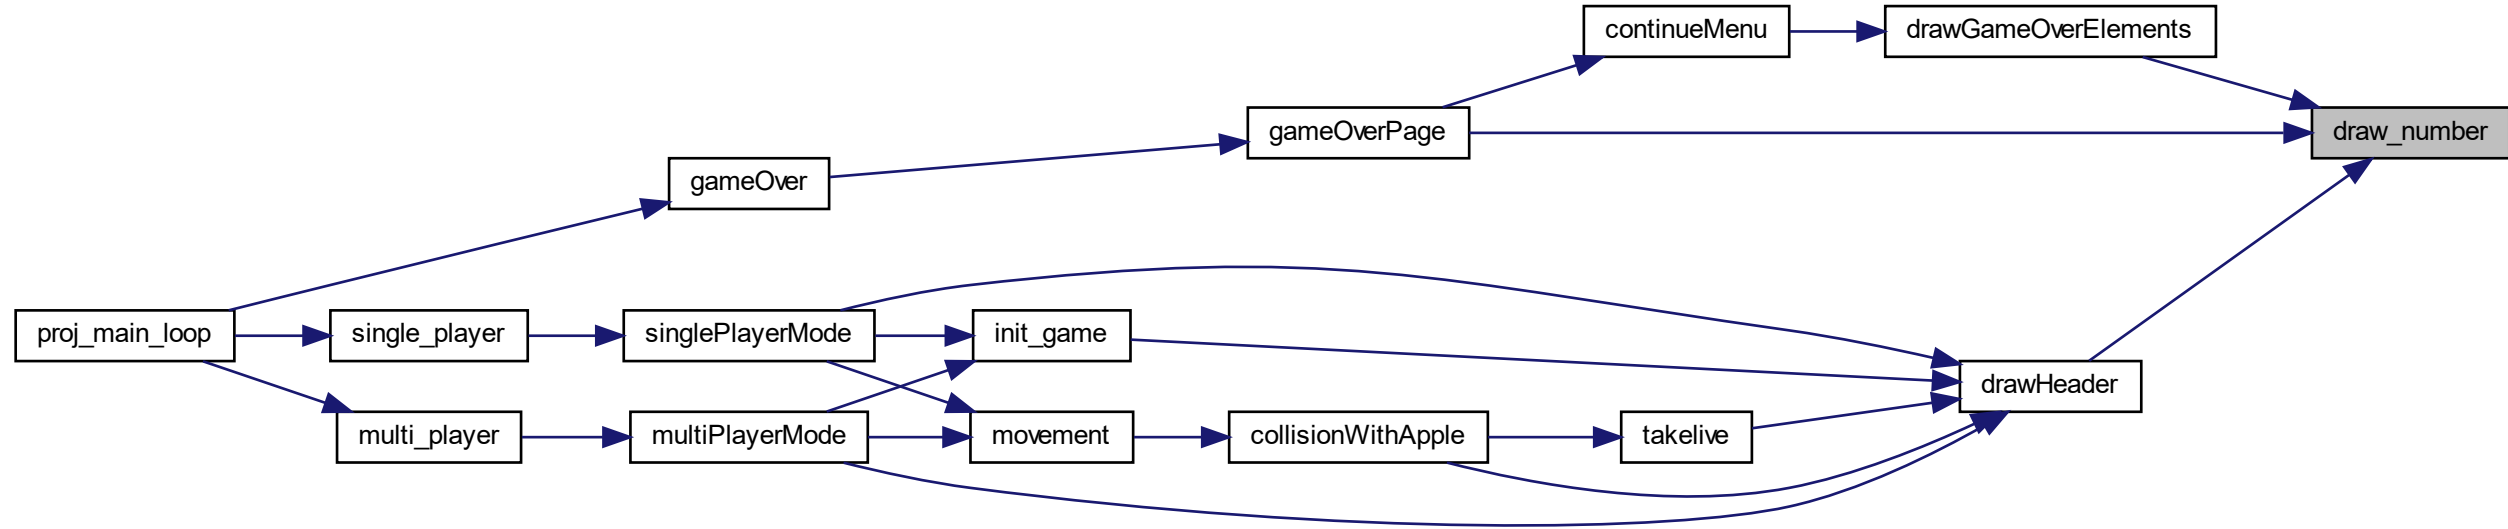 continueMenu
drawGameOverElements
gameOverPage
draw_number
gameOver
proj_main_loop
single_player
singlePlayerMode
init_game
drawHeader
multi_player
multiPlayerMode
movement
collisionWithApple
takelive